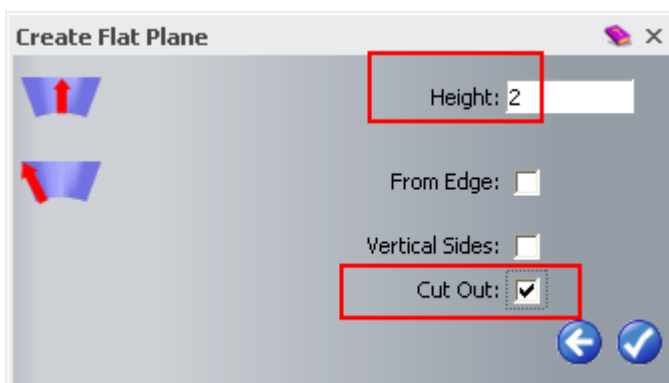 Create Flat Plane
Height: 2
From Edge:
Vertical Sides:
Cut Out: